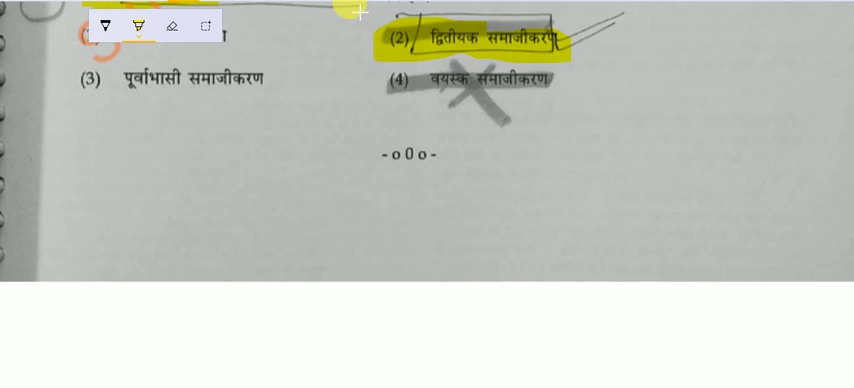 (2) द्वितीयक समाजीकरण
(3) पूर्वाभासी समाजीकरण (4) वयस्क समाजीकरण
-o0o-